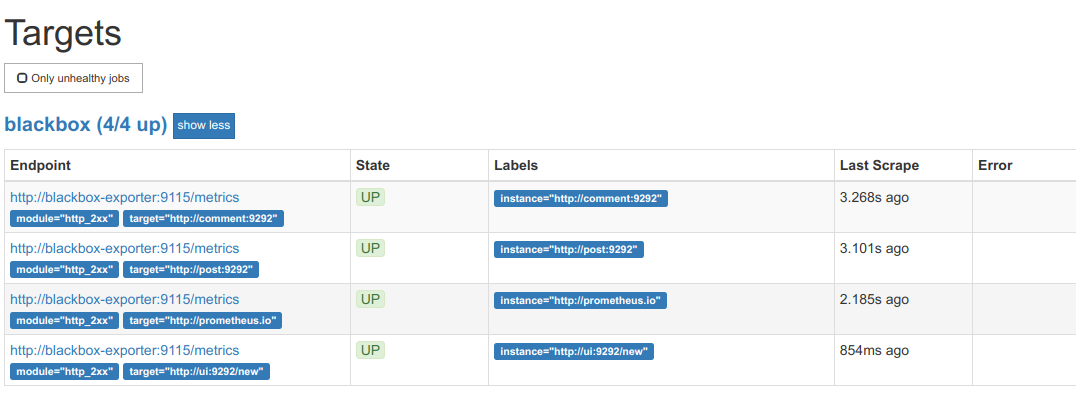 Targets
Only unhealthy jobs
blackbox (4/4 up) show less
Endpoint State Labels Last Scrape Error
http://blackbox-exporter:9115/metrics UP instance="http://comment:9292" 3.268s ago
module="http_2xx" target="http://comment:9292"
http://blackbox-exporter:9115/metrics UP instance="http://post:9292" 3.101s ago
module="http_2xx" target="http://post:9292"
http://blackbox-exporter:9115/metrics UP instance="http://prometheus.io" 2.185s ago
module="http_2xx" target="http://prometheus.io"
http://blackbox-exporter:9115/metrics UP instance="http://ui:9292/new" 854ms ago
module="http_2xx" target="http://ui:9292/new"